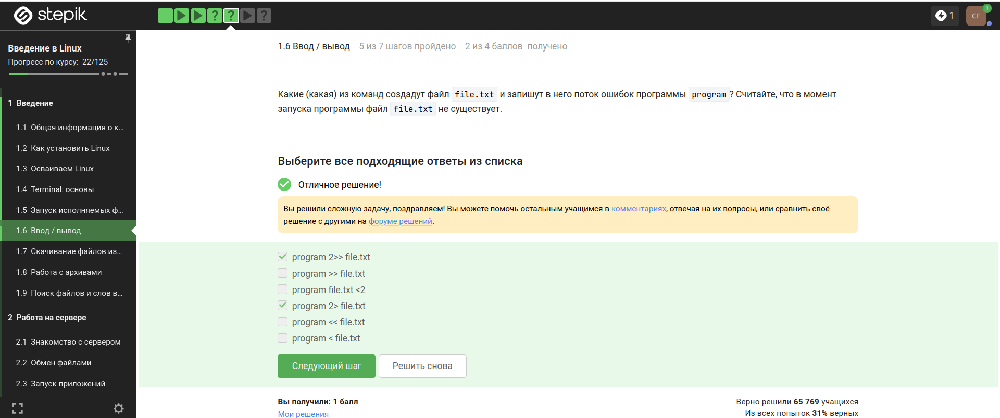 stepik
? ? ?
1
СГ
1
Введение в Linux
Прогресс по курсу: 22/125
1 Введение
1.1 Общая информация о к...
1.2 Как установить Linux
1.3 Осваиваем Linux
1.4 Terminal: основы
1.5 Запуск исполняемых ф...
1.6 Ввод / вывод
1.7 Скачивание файлов из...
1.8 Работа с архивами
1.9 Поиск файлов и слов в...
2 Работа на сервере
2.1 Знакомство с сервером
2.2 Обмен файлами
2.3 Запуск приложений
1.6 Ввод / вывод 5 из 7 шагов пройдено 2 из 4 баллов получено
Какие (какая) из команд создадут файл file.txt и запишут в него поток ошибок программы program? Считайте, что в момент
запуска программы файл file.txt не существует.
Выберите все подходящие ответы из списка
Отличное решение!
Вы решили сложную задачу, поздравляем! Вы можете помочь остальным учащимся в комментариях, отвечая на их вопросы, или сравнить своё
решение с другими на форуме решений.
program 2>> file.txt
program >> file.txt
program file.txt <2
program 2> file.txt
program << file.txt
program < file.txt
Следующий шаг
Решить снова
Вы получили: 1 балл
Мои решения
Верно решили 65 769 учащихся
Из всех попыток 31% верных